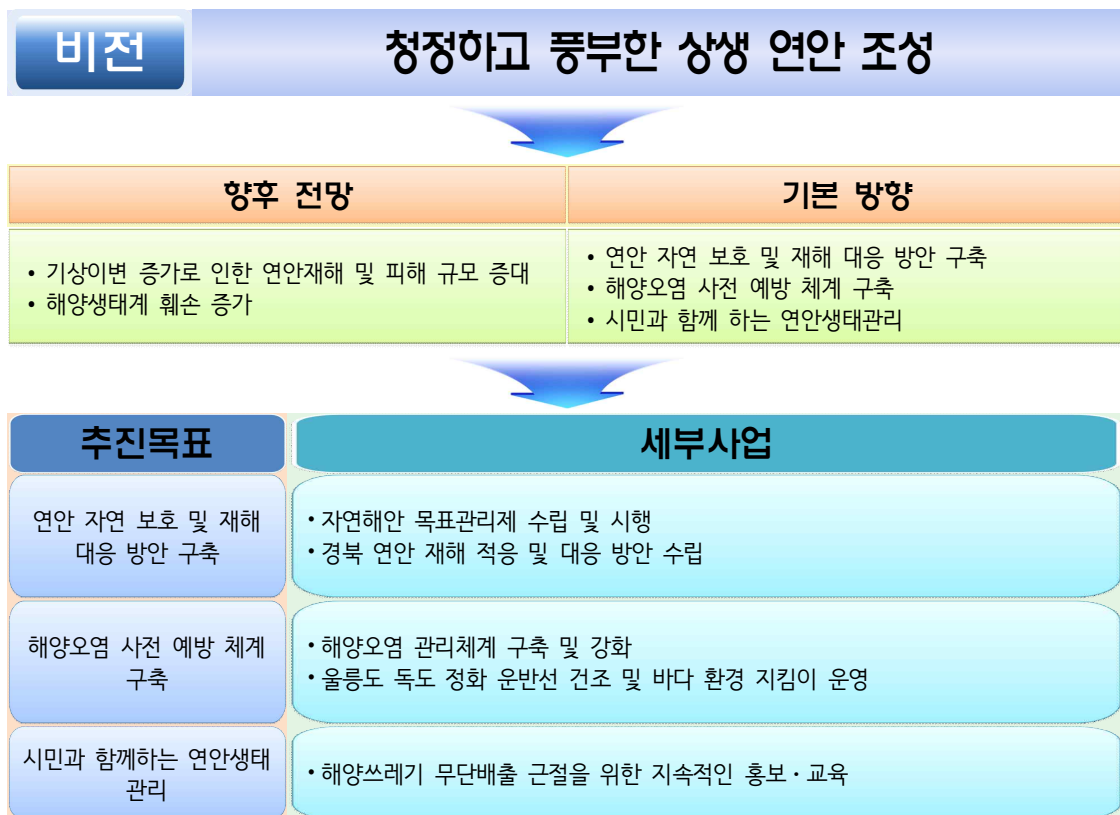 비전
청정하고 풍부한 상생 연안 조성
향후 전망
기본 방향
• 기상이변 증가로 인한 연안재해 및 피해 규모 증대
• 해양생태계 훼손 증가
• 연안 자연 보호 및 재해 대응 방안 구축
• 해양오염 사전 예방 체계 구축
• 시민과 함께 하는 연안생태관리
추진목표
세부사업
연안 자연 보호 및 재해
대응 방안 구축
• 자연해안 목표관리제 수립 및 시행
• 경북 연안 재해 적응 및 대응 방안 수립
해양오염 사전 예방 체계
구축
• 해양오염 관리체계 구축 및 강화
• 울릉도 독도 정화 운반선 건조 및 바다 환경 지킴이 운영
시민과 함께하는 연안생태
관리
• 해양쓰레기 무단배출 근절을 위한 지속적인 홍보·교육